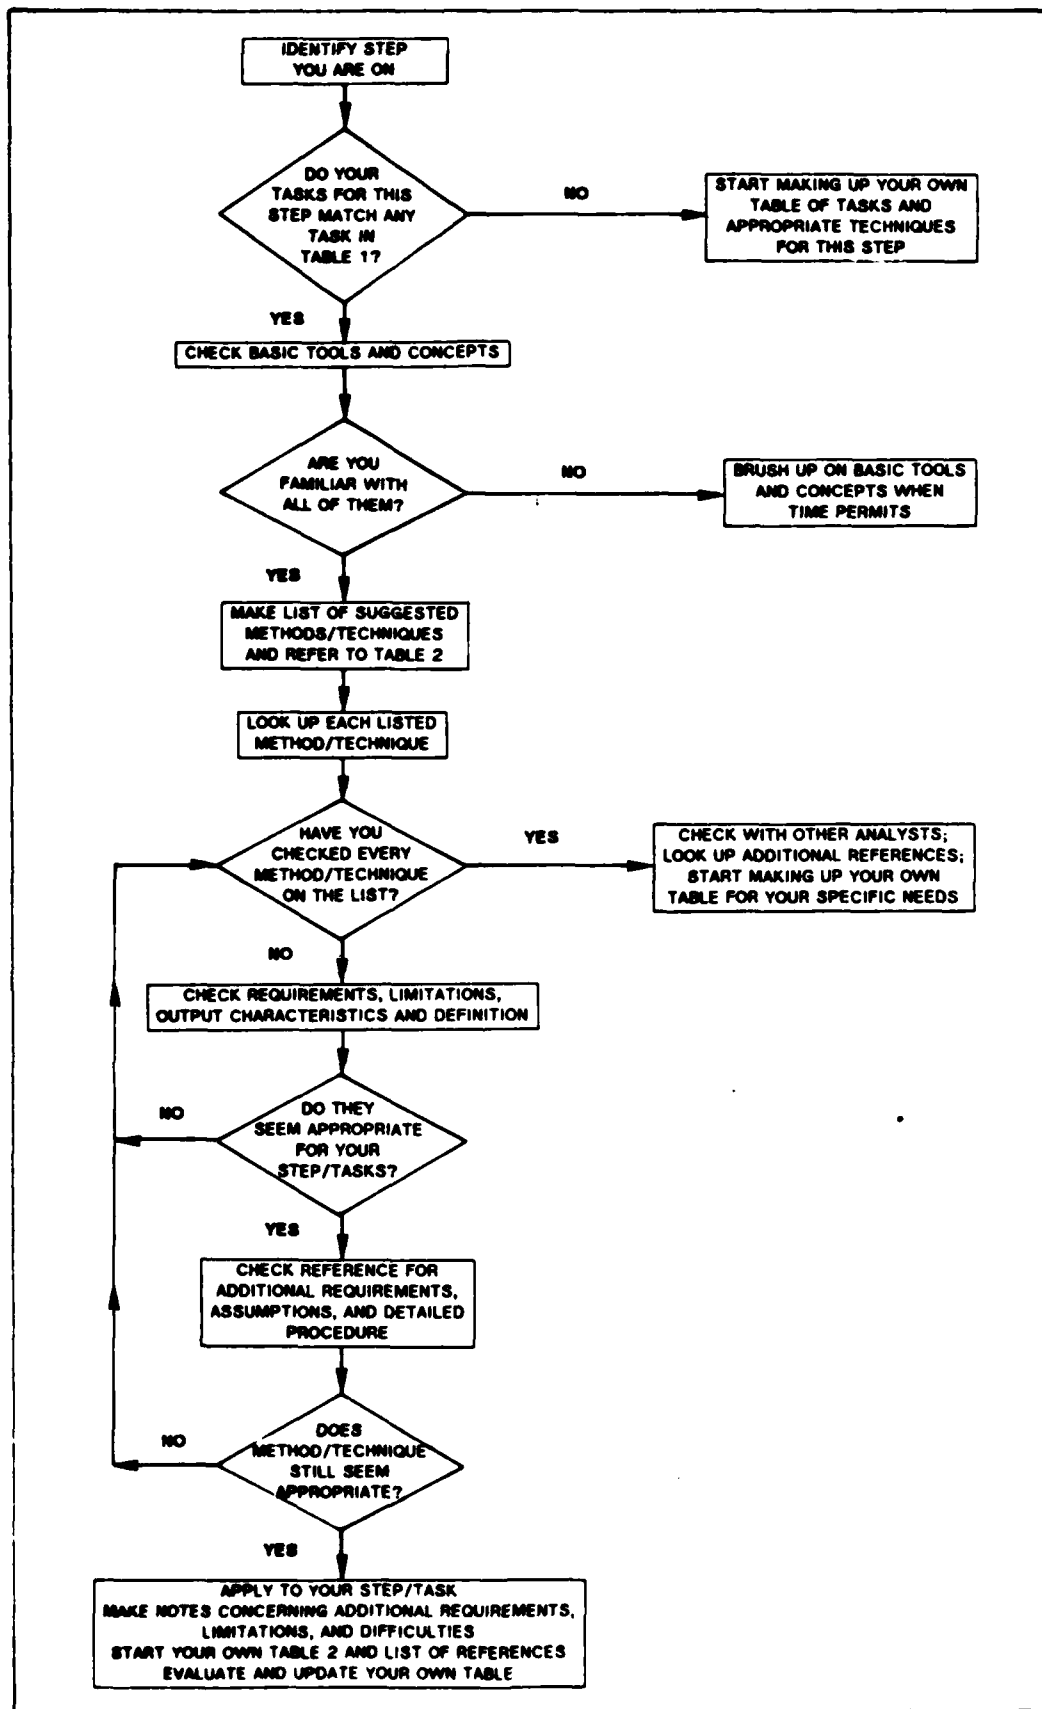 IDENTIFY STEP
YOU ARE ON
DO YOUR
TASKS FOR THIS
STEP MATCH ANY
TASK IN
TABLE 1?
NO
START MAKING UP YOUR OWN
TABLE OF TASKS AND
APPROPRIATE TECHNIQUES
FOR THIS STEP
YES
CHECK BASIC TOOLS AND CONCEPTS
ARE YOU
FAMILIAR WITH
ALL OF THEM?
NO
BRUSH UP ON BASIC TOOLS
AND CONCEPTS WHEN
TIME PERMITS
YES
MAKE LIST OF SUGGESTED
METHODS/TECHNIQUES
AND REFER TO TABLE 2
LOOK UP EACH LISTED
METHOD/TECHNIQUE
HAVE YOU
CHECKED EVERY
METHOD/TECHNIQUE
ON THE LIST?
YES
CHECK WITH OTHER ANALYSTS;
LOOK UP ADDITIONAL REFERENCES;
START MAKING UP YOUR OWN
TABLE FOR YOUR SPECIFIC NEEDS
NO
CHECK REQUIREMENTS, LIMITATIONS,
OUTPUT CHARACTERISTICS AND DEFINITION
DO THEY
SEEM APPROPRIATE
FOR YOUR
STEP/TASKS?
NO
YES
CHECK REFERENCE FOR
ADDITIONAL REQUIREMENTS,
ASSUMPTIONS, AND DETAILED
PROCEDURE
DOES
METHOD/TECHNIQUE
STILL SEEM
APPROPRIATE?
NO
YES
APPLY TO YOUR STEP/TASK
MAKE NOTES CONCERNING ADDITIONAL REQUIREMENTS,
LIMITATIONS, AND DIFFICULTIES
START YOUR OWN TABLE 2 AND LIST OF REFERENCES
EVALUATE AND UPDATE YOUR OWN TABLE